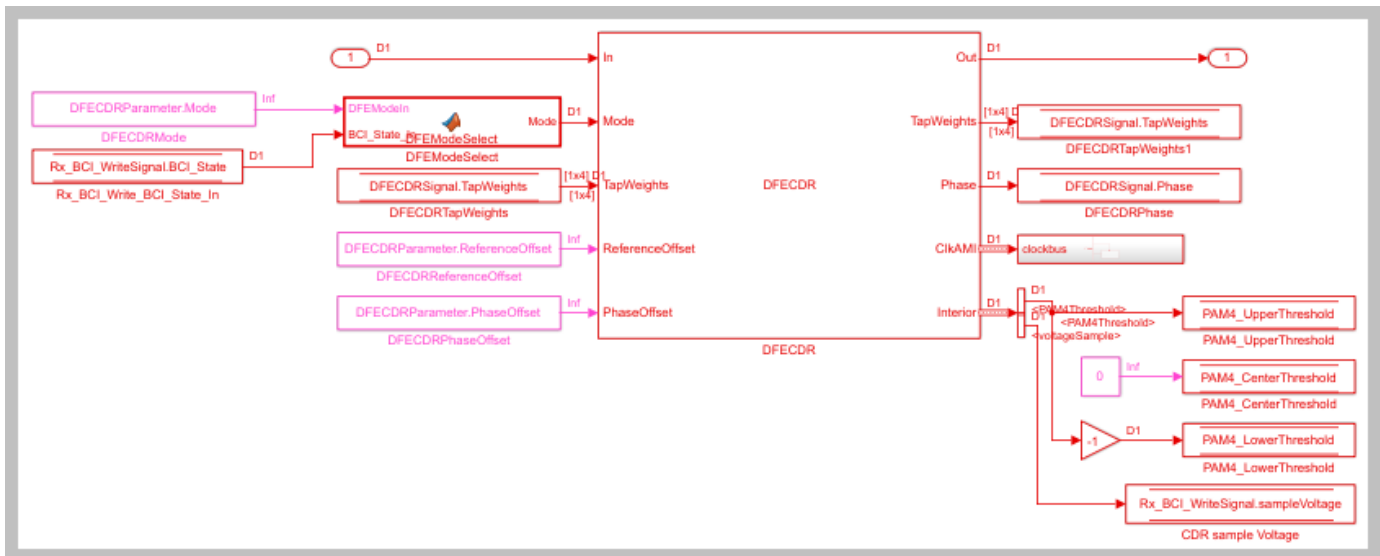 D1
1
In
Out
D1
1
DFECDRParameter.Mode
Inf
DFECDRMode
DFEModeIn
BCI_State_in
Mode
DFEModeSelect
DFEModeSelect
D1
Mode
Rx_BCI_WriteSignal.BCI_State
D1
Rx_BCI_Write_BCI_State_In
TapWeights
[1x4] D
[1x4]
DFECDRSignal.TapWeights
DFECDRTapWeights1
DFECDRSignal.TapWeights
[1x4] D1
[1x4]
DFECDRTapWeights
TapWeights
DFECDR
Phase
D1
DFECDRSignal.Phase
DFECDRPhase
DFECDRParameter.ReferenceOffset
Inf
DFECDRReferenceOffset
ReferenceOffset
ClkAMI
D1
clockbus
DFECDRParameter.PhaseOffset
Inf
DFECDRPhaseOffset
PhaseOffset
Interior
D1
DFECDR
D1
<PAM4Threshold>
D1
<PAM4Threshold>
<voltageSample>
PAM4_UpperThreshold
PAM4_UpperThreshold
0
Inf
PAM4_CenterThreshold
PAM4_CenterThreshold
-1
D1
PAM4_LowerThreshold
PAM4_LowerThreshold
Rx_BCI_WriteSignal.sampleVoltage
CDR sample Voltage